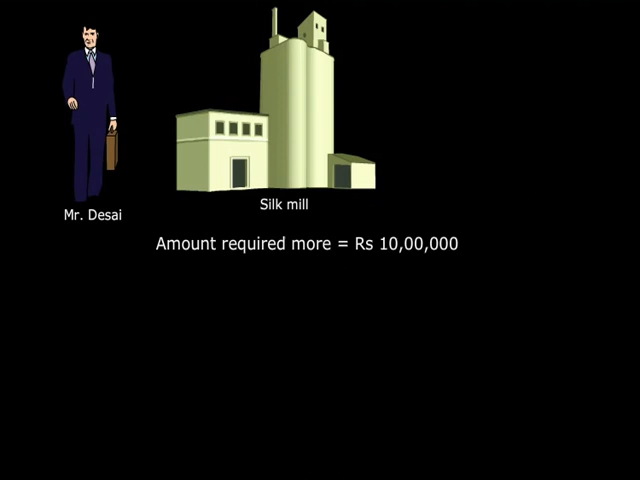 Silk mill
Mr. Desai
Amount required more = Rs 10,00,000